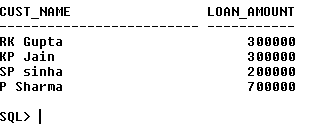 CUST_NAME LOAN_AMOUNT
------------------------- -----------
RK Gupta 300000
KP Jain 300000
SP sinha 200000
P Sharma 700000
SQL>